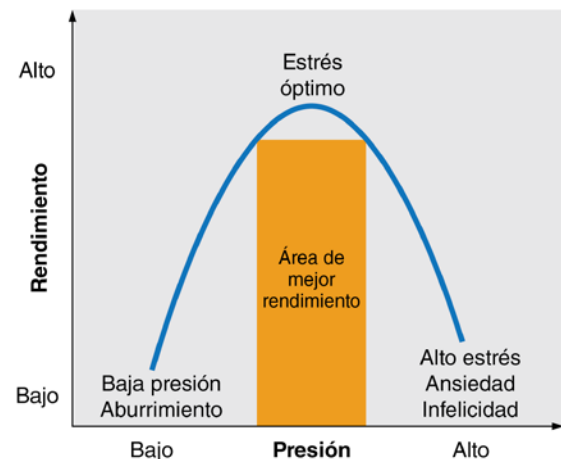 Alto
Estrés
óptimo
Rendimiento
Área de
mejor
rendimiento
Baja presión
Aburrimiento
Alto estrés
Ansiedad
Infelicidad
Bajo
Bajo
Presión
Alto